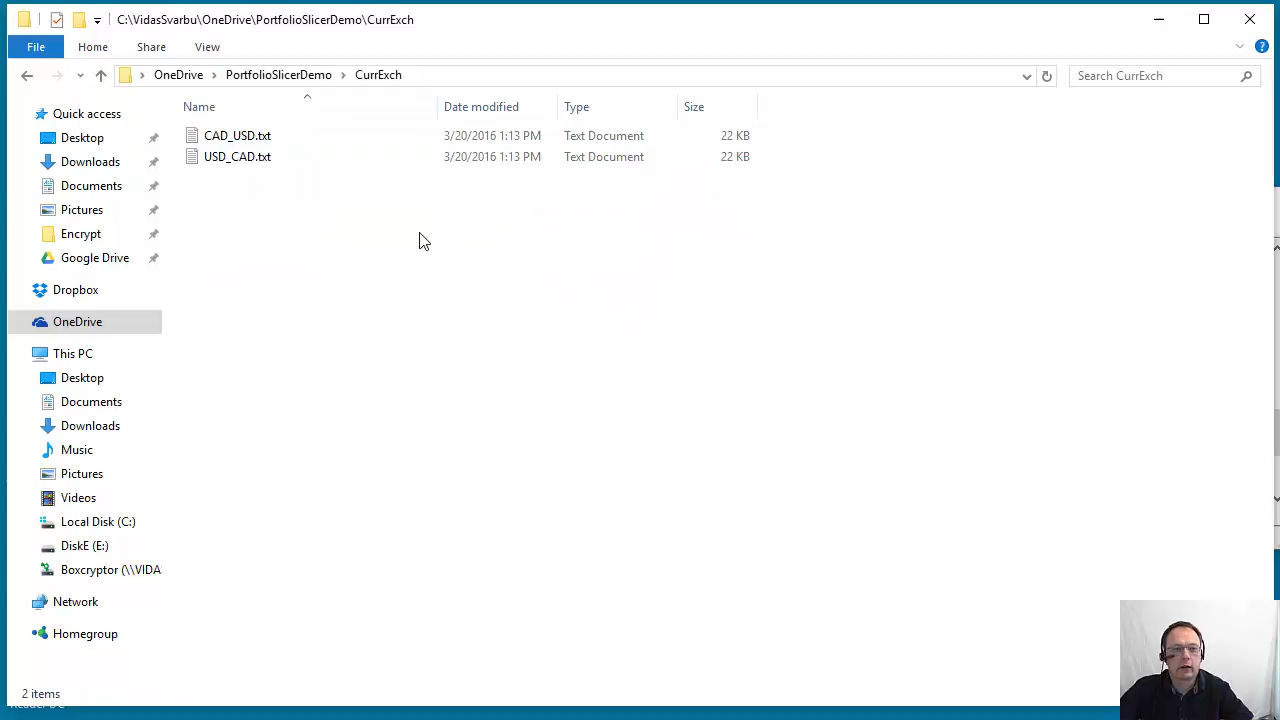 C:\VidasSvarbu\OneDrive\PortfolioSlicerDemo\CurrExch
File Home Share View
OneDrive PortfolioSlicerDemo CurrExch
Search CurrExch
Name Date modified Type Size
CAD_USD.txt 3/20/2016 1:13 PM Text Document 22 KB
USD_CAD.txt 3/20/2016 1:13 PM Text Document 22 KB
Quick access
Desktop
Downloads
Documents
Pictures
Encrypt
Google Drive
Dropbox
OneDrive
This PC
Desktop
Documents
Downloads
Music
Pictures
Videos
Local Disk (C:)
DiskE (E:)
Boxcryptor (\\VIDA
Network
Homegroup
2 items